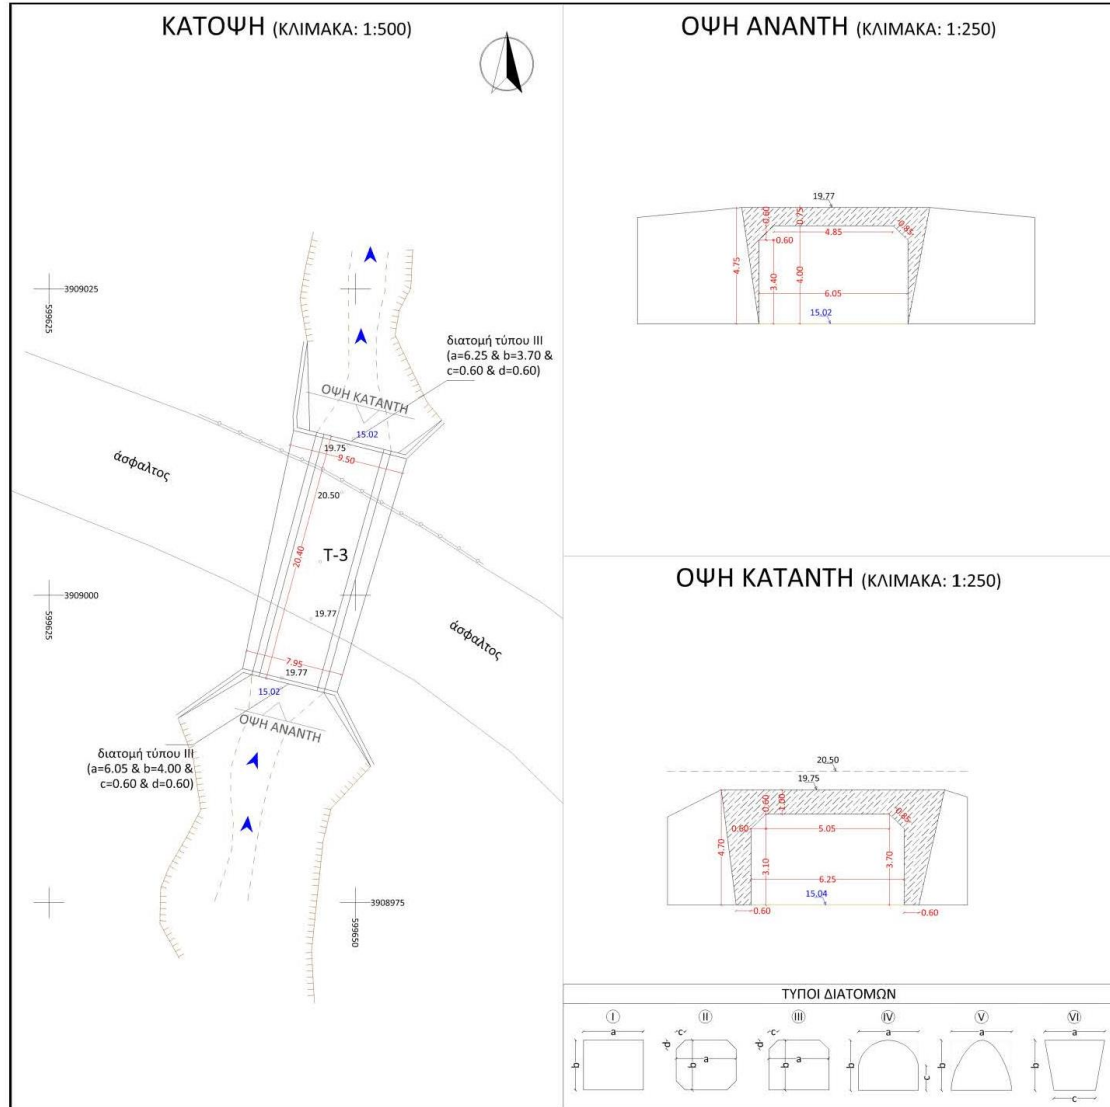 ΚΑΤΟΨΗ (ΚΛΙΜΑΚΑ: 1:500)
3909025
599625
διατομή τύπου III
(a=6.25 & b=3.70 &
c=0.60 & d=0.60)
ΟΨΗ ΚΑΤΑΝΤΗ
15.02
19.75
9.50
άσφαλτος
20.50
T-3
20.40
3909000
599625
19.77
άσφαλτος
7.95
19.77
15.02
ΟΨΗ ΑΝΑΝΤΗ
διατομή τύπου III
(a=6.05 & b=4.00 &
c=0.60 & d=0.60)
3908975
599650
ΟΨΗ ΑΝΑΝΤΗ (ΚΛΙΜΑΚΑ: 1:250)
19.77
0.60
0.75
4.85
0.85
0.60
4.75
3.40
4.00
6.05
15.02
ΟΨΗ ΚΑΤΑΝΤΗ (ΚΛΙΜΑΚΑ: 1:250)
20.50
19.75
0.60
1.00
0.60
5.05
0.85
4.70
3.10
3.70
6.25
15.04
0.60
0.60
ΤΥΠΟΙ ΔΙΑΤΟΜΩΝ
I II III IV V VI
a b
c d a b
c d a b
a b c
a b
a b c